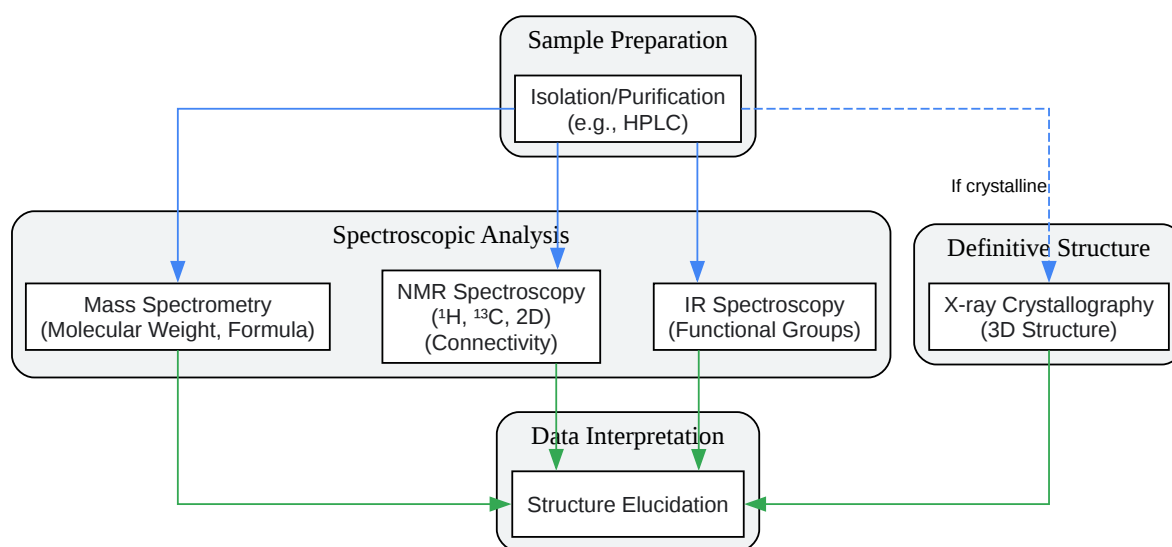 Sample Preparation
Isolation/Purification
(e.g., HPLC)
If crystalline
Spectroscopic Analysis
Definitive Structure
Mass Spectrometry
(Molecular Weight, Formula)
NMR Spectroscopy
(¹H, ¹³C, 2D)
(Connectivity)
IR Spectroscopy
(Functional Groups)
X-ray Crystallography
(3D Structure)
Data Interpretation
Structure Elucidation